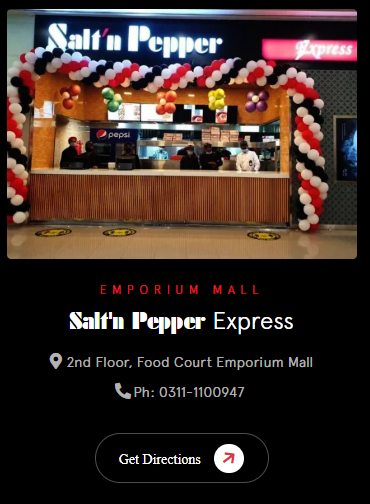 Salt'n Pepper
Express
pepsi
EMPORIUM MALL
Salt'n Pepper Express
2nd Floor, Food Court Emporium Mall
Ph: 0311-1100947
Get Directions